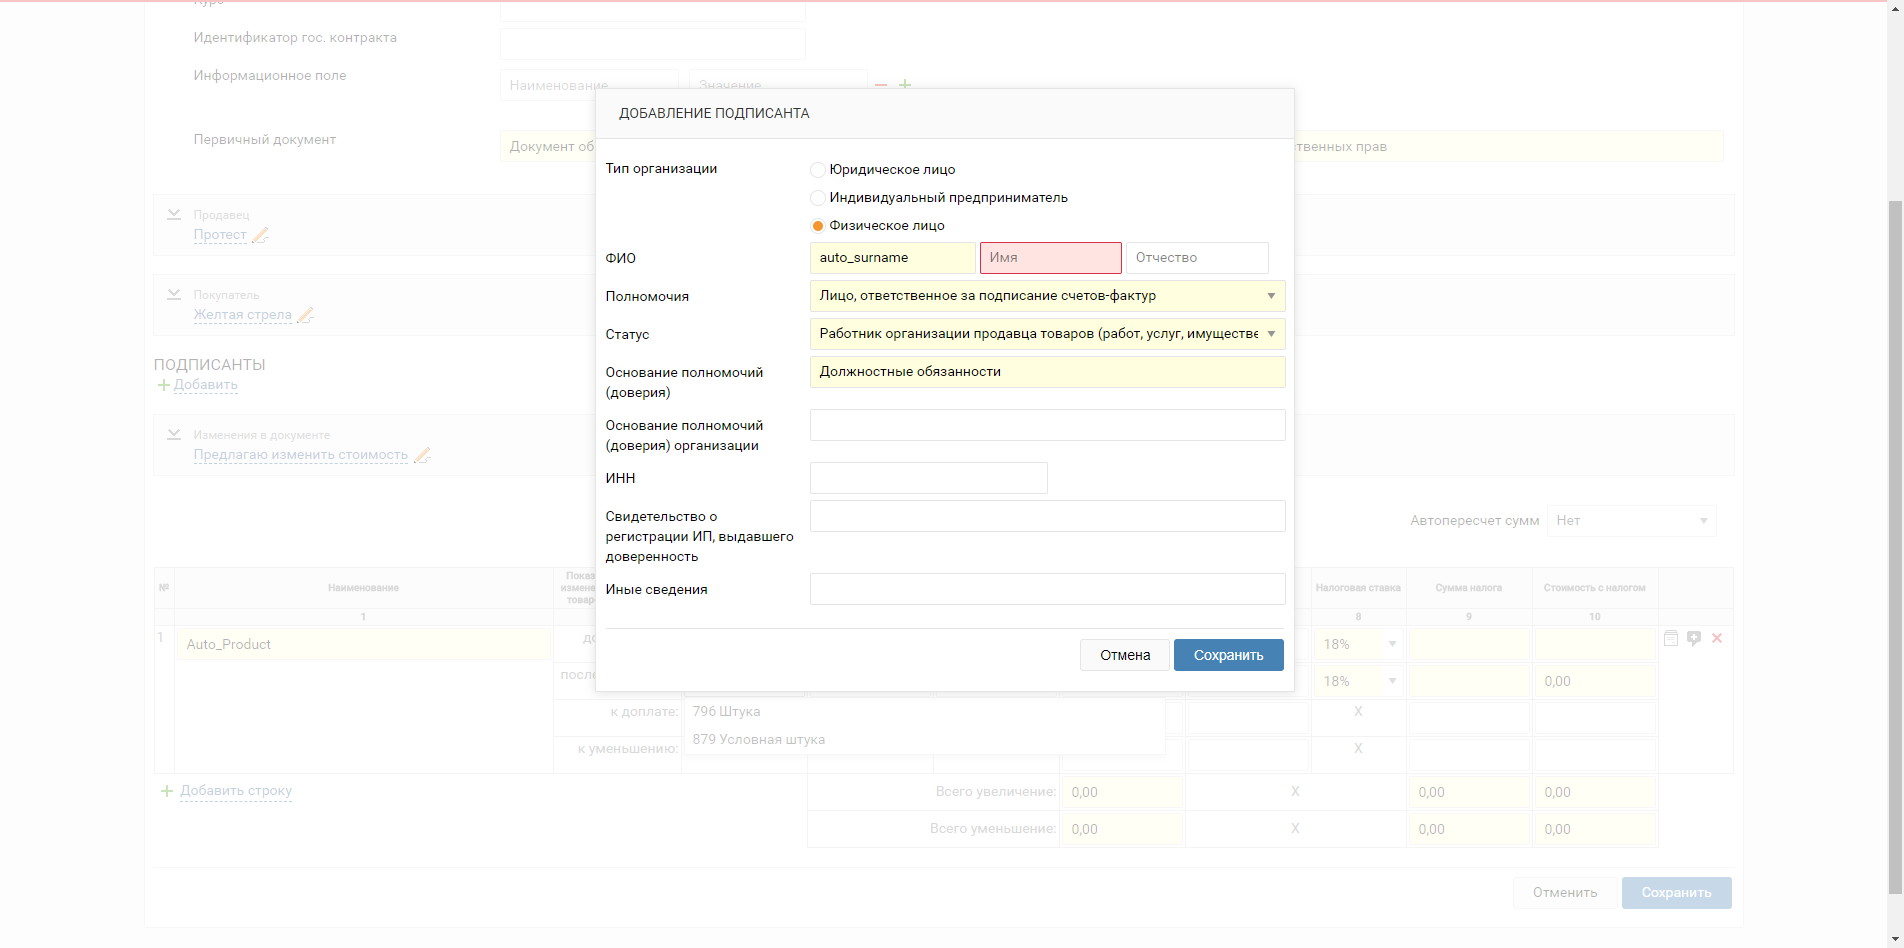 Курс
Идентификатор гос. контракта
Информационное поле
Наименование
Значение
Первичный документ
Документ об
твенных прав
Продавец
Протест
Покупатель
Желтая стрела
ПОДПИСАНТЫ
Добавить
Изменения в документе
Предлагаю изменить стоимость
ДОБАВЛЕНИЕ ПОДПИСАНТА
Тип организации
Юридическое лицо
Индивидуальный предприниматель
Физическое лицо
ФИО
auto_surname
Имя
Отчество
Полномочия
Лицо, ответственное за подписание счетов-фактур
Статус
Работник организации продавца товаров (работ, услуг, имуществе
Основание полномочий
(доверия)
Должностные обязанности
Основание полномочий
(доверия) организации
ИНН
Свидетельство о
регистрации ИП, выдавшего
доверенность
Иные сведения
Отмена
Сохранить
Автопересчет сумм
Нет
№
Наименование
Показ
измене
товар
Налоговая ставка
Сумма налога
Стоимость с налогом
1
8
9
10
1
Auto_Product
до
18%
после
18%
0,00
к доплате:
796 Штука
X
879 Условная штука
к уменьшению:
X
Добавить строку
Всего увеличение:
0,00
X
0,00
0,00
Всего уменьшение:
0,00
X
0,00
0,00
Отменить
Сохранить